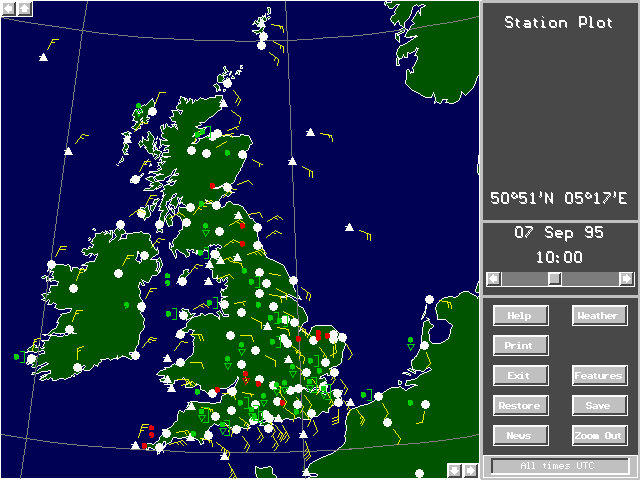 Station Plot
50°51'N 05°17'E
07 Sep 95
10:00
Help Weather
Print
Exit Features
Restore Save
News Zoom Out
All times UTC